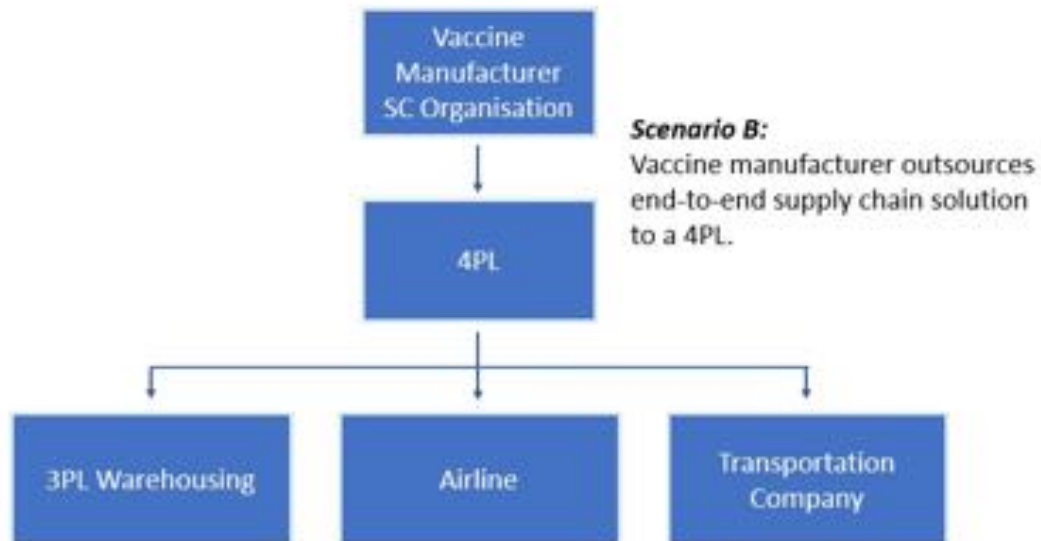 Vaccine
Manufacturer
SC Organisation
Scenario B:
Vaccine manufacturer outsources
end-to-end supply chain solution
to a 4PL.
4PL
3PL Warehousing
Airline
Transportation
Company